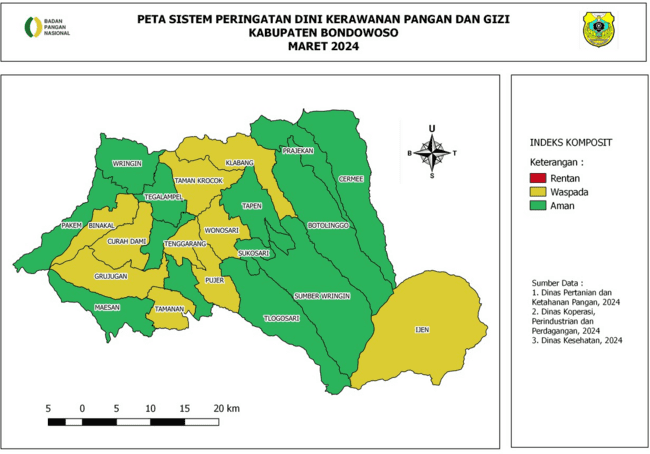 BADAN
PANGAN
NASIONAL
PETA SISTEM PERINGATAN DINI KERAWANAN PANGAN DAN GIZI
KABUPATEN BONDOWOSO
MARET 2024
U
B T
S
PRAJEKAN
WRINGIN
KLABANG
TAMAN KROCOK
CERMEE
TEGALAMPEL
TAPEN
PAKEM
BINAKAL
BOTOLINGGO
WONOSARI
CURAH DAMI
TENGGARANG
SUKOSARI
GRUJUGAN
PUJER
SUMBER WRINGIN
MAESAN
TAMANAN
TLOGOSARI
IJEN
5 0 5 10 15 20 km
INDEKS KOMPOSIT
Keterangan :
Rentan
Waspada
Aman
Sumber Data :
1. Dinas Pertanian dan
Ketahanan Pangan, 2024
2. Dinas Koperasi,
Perindustrian dan
Perdagangan, 2024
3. Dinas Kesehatan, 2024